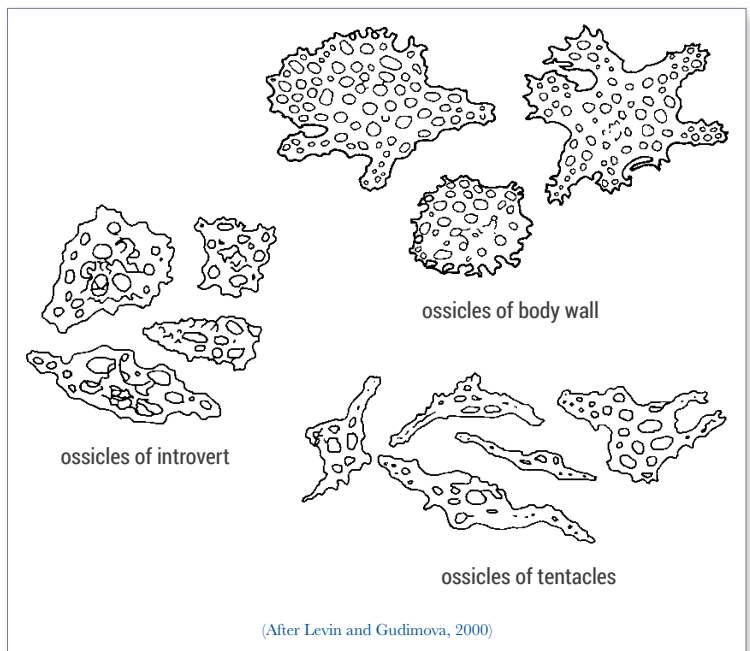 ossicles of body wall
ossicles of introvert
ossicles of tentacles
(After Levin and Gudimova, 2000)